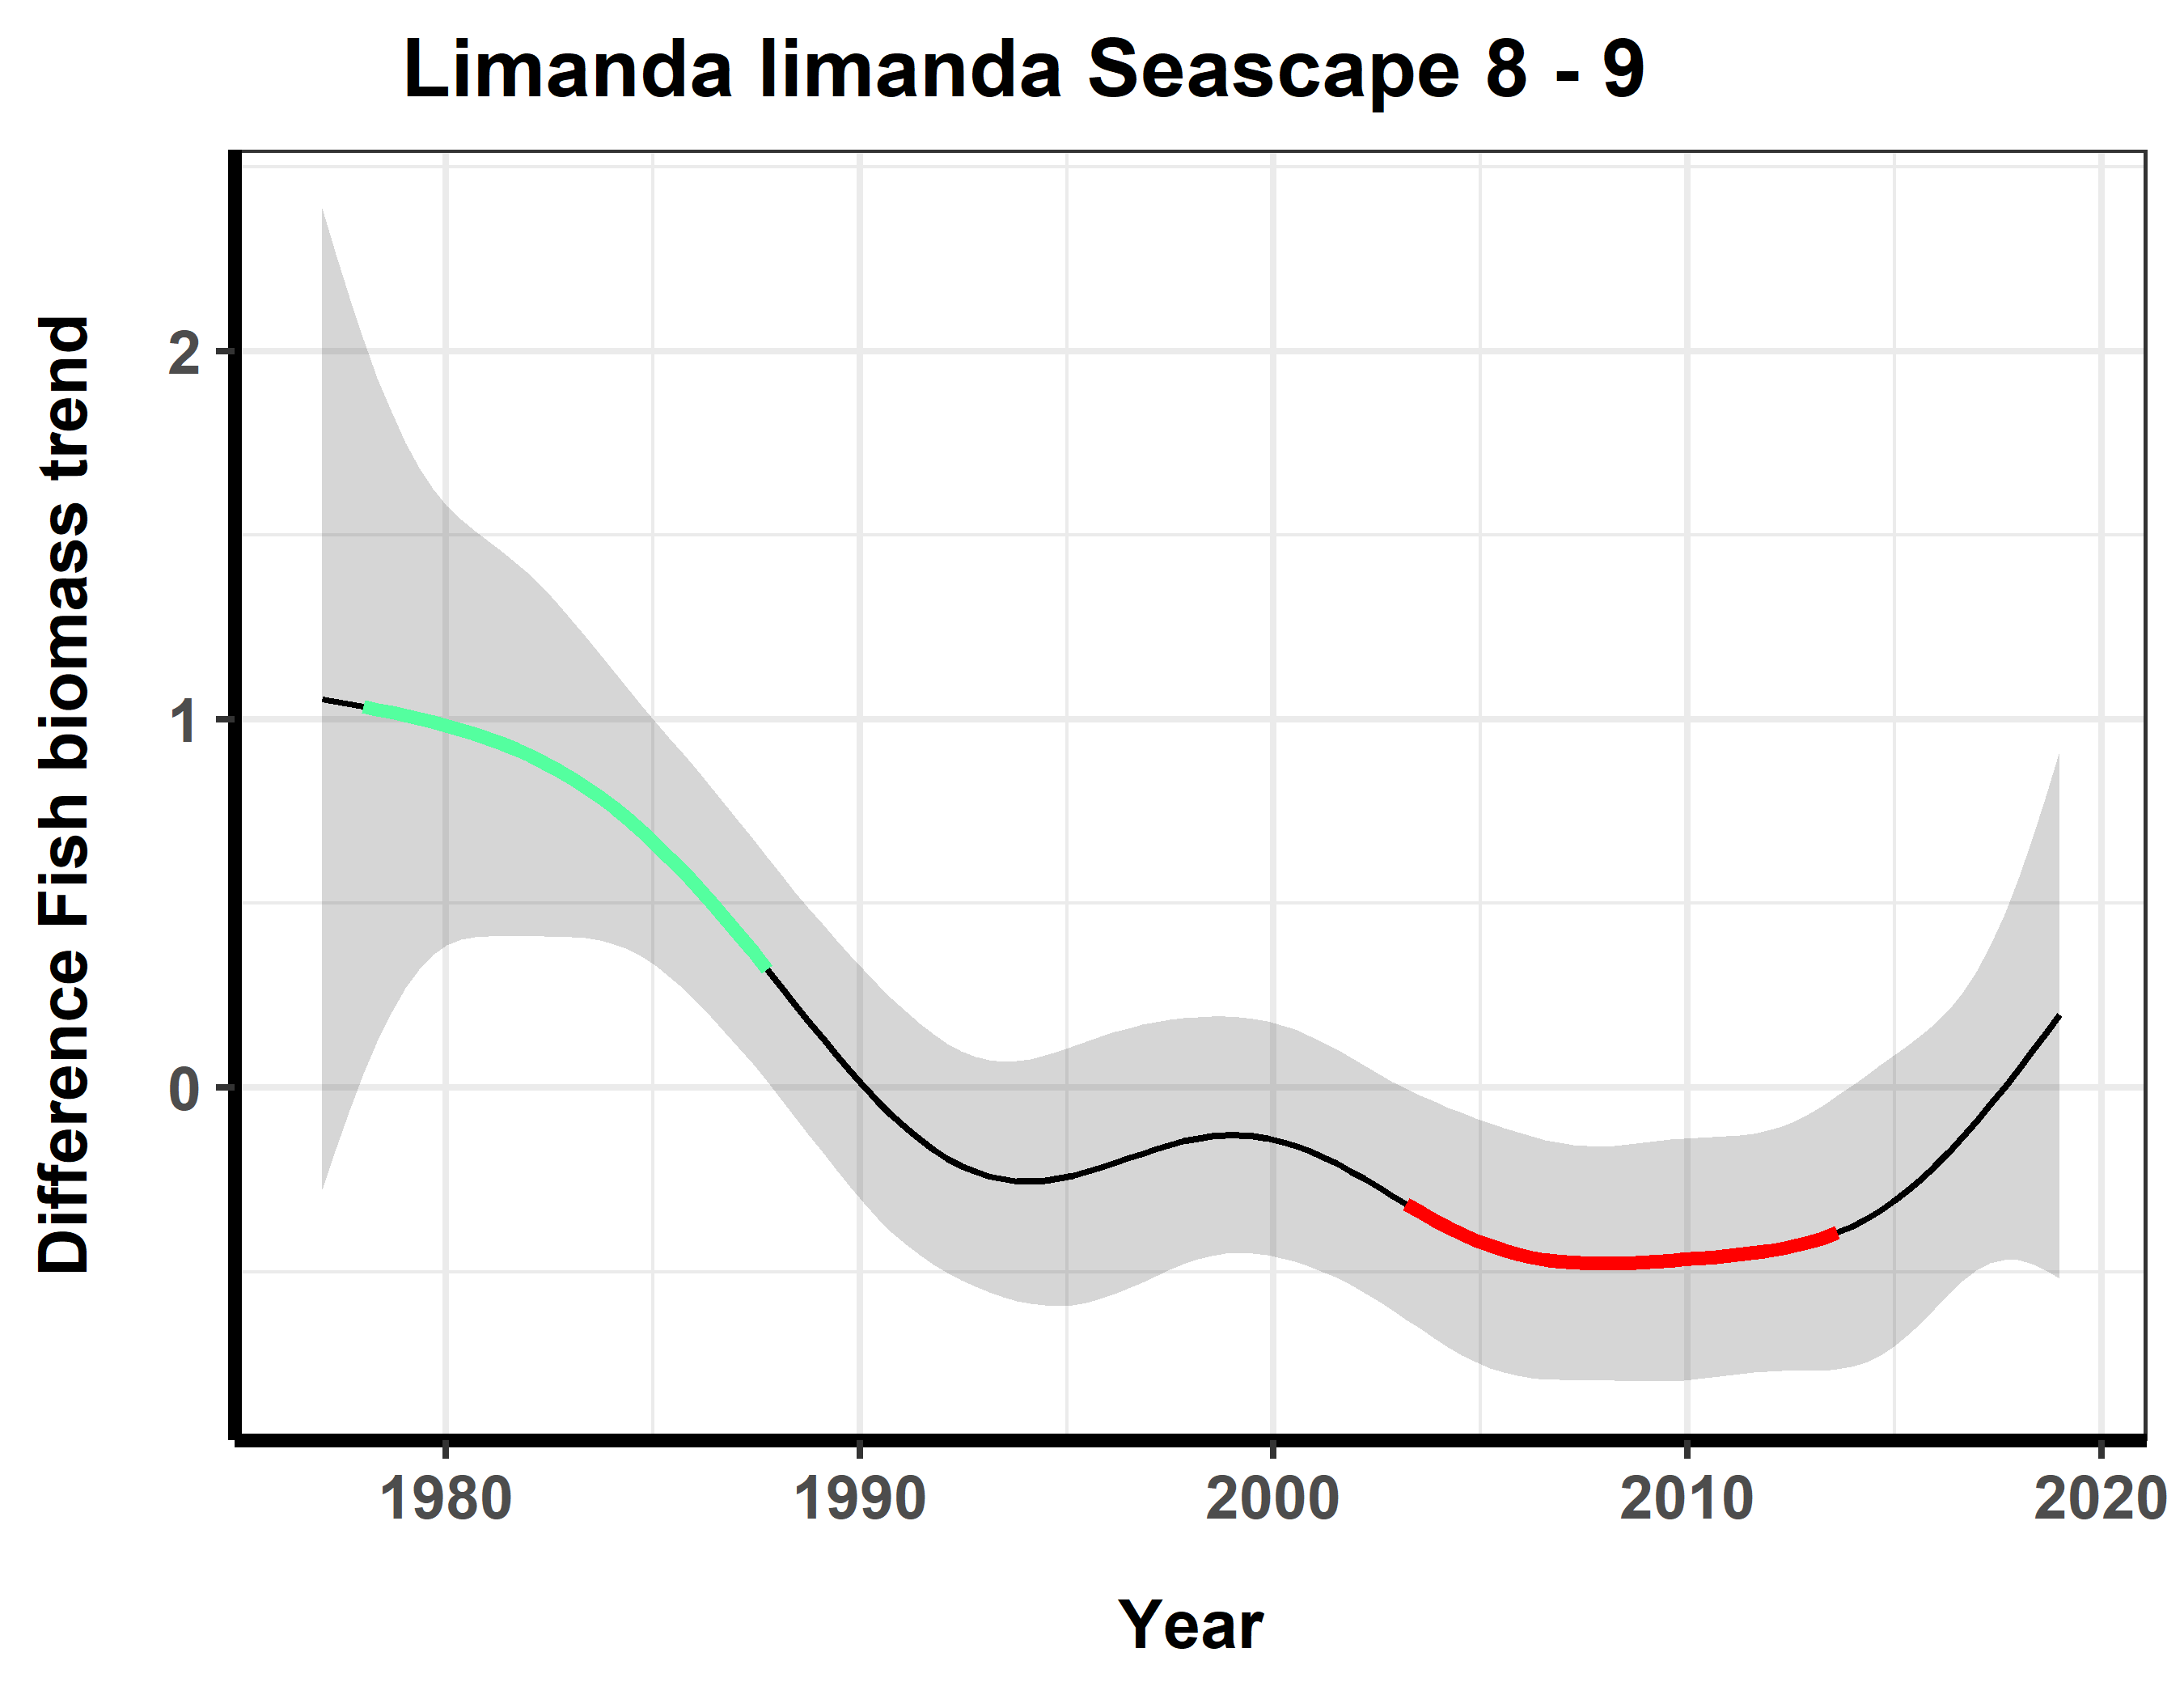 Limanda limanda Seascape 8 - 9
Difference Fish biomass trend
2
1
0
1980 1990 2000 2010 2020
Year